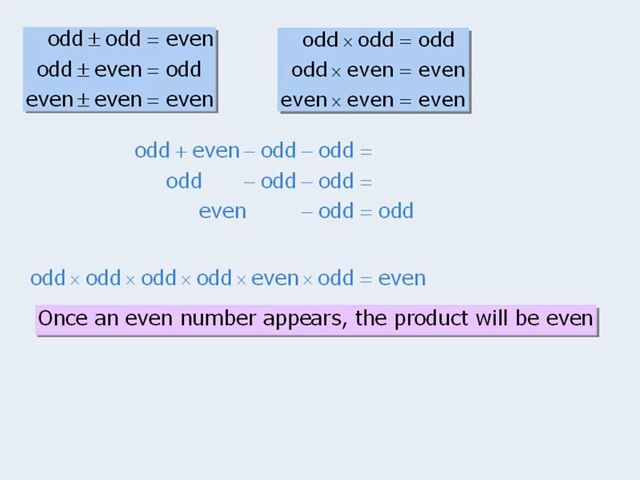 odd ± odd = even
odd ± even = odd
even ± even = even
odd × odd = odd
odd × even = even
even × even = even
odd + even − odd − odd =
odd − odd − odd =
even − odd = odd
odd × odd × odd × odd × even × odd = even
Once an even number appears, the product will be even